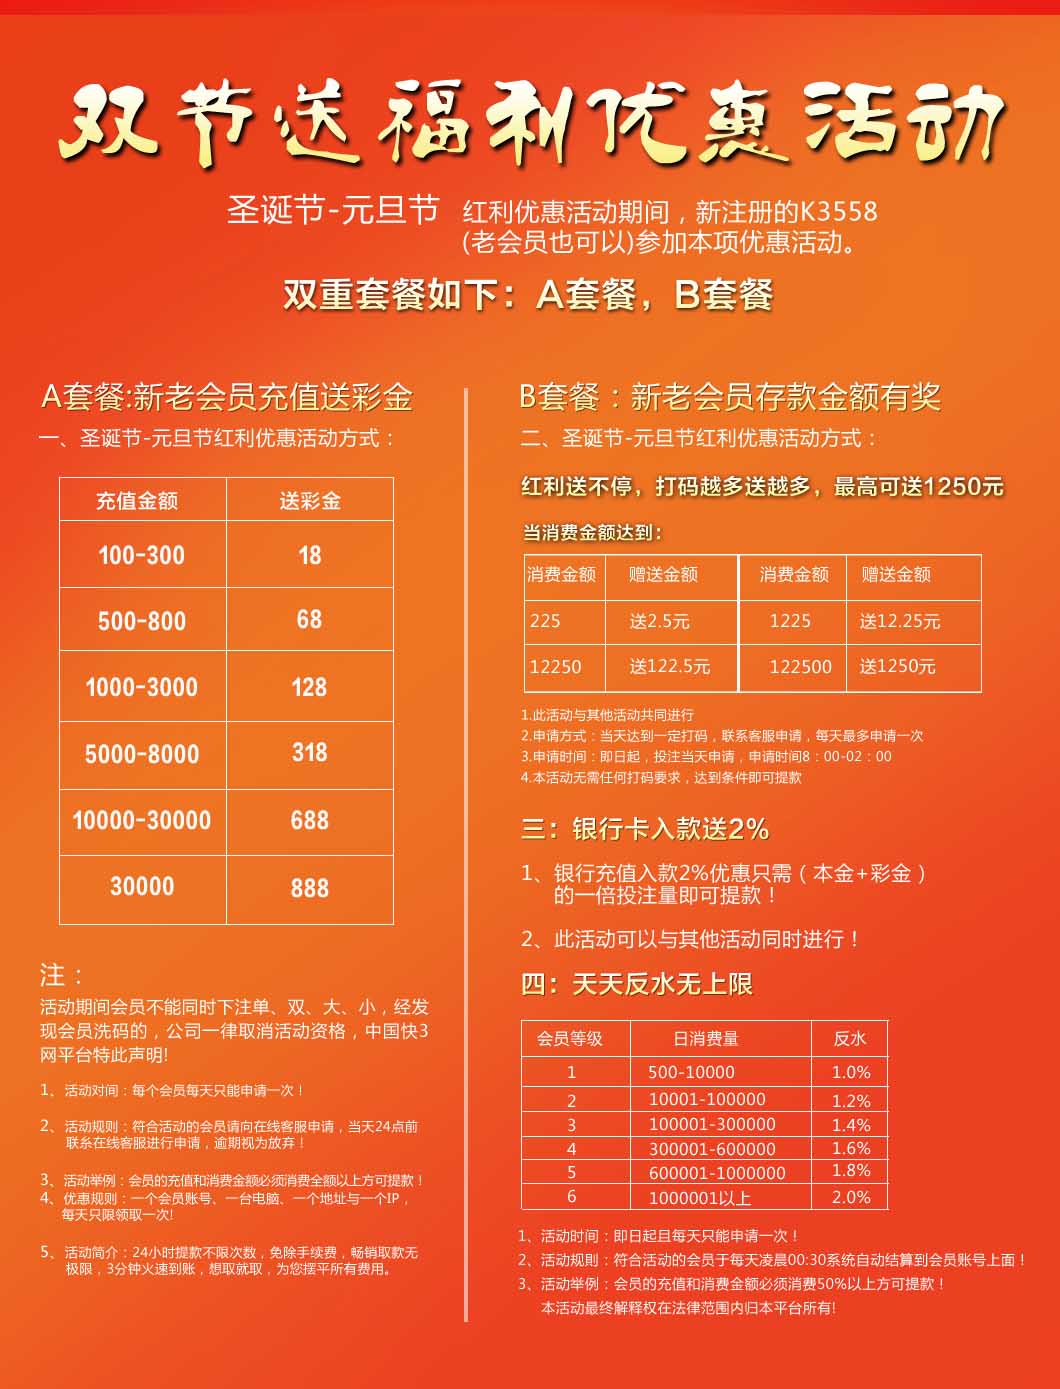 双节送福利优惠活动
圣诞节-元旦节 红利优惠活动期间，新注册的K3558
(老会员也可以)参加本项优惠活动。
双重套餐如下：A套餐，B套餐
A套餐:新老会员充值送彩金
一、圣诞节-元旦节红利优惠活动方式：
充值金额 送彩金
100-300 18
500-800 68
1000-3000 128
5000-8000 318
10000-30000 688
30000 888
注：
活动期间会员不能同时下注单、双、大、小，经发
现会员洗码的，公司一律取消活动资格，中国快3
网平台特此声明!
1、活动对间：每个会员每天只能申请一次！
2、活动规则：符合活动的会员请向在线客服申请，当天24点前
联系在线客服进行申请，逾期视为放弃！
3、活动举例：会员的充值和消费金额必须消费全额以上方可提款！
4、优惠规则：一个会员账号、一台电脑、一个地址与一个IP，
每天只限领取一次!
5、活动简介：24小时提款不限次数，免除手续费，畅销取款无
极限，3分钟火速到账，想取就取，为您摆平所有费用。
B套餐：新老会员存款金额有奖
二、圣诞节-元旦节红利优惠活动方式：
红利送不停，打码越多送越多，最高可送1250元
当消费金额达到：
消费金额 赠送金额 消费金额 赠送金额
225 送2.5元 1225 送12.25元
12250 送122.5元 122500 送1250元
1.此活动与其他活动共同进行
2.申请方式：当天达到一定打码，联系客服申请，每天最多申请一次
3.申请时间：即日起，投注当天申请，申请时间8：00-02：00
4.本活动无需任何打码要求，达到条件即可提款
三：银行卡入款送2%
1、银行充值入款2%优惠只需（本金+彩金）
的一倍投注量即可提款！
2、此活动可以与其他活动同时进行！
四：天天反水无上限
会员等级 日消费量 反水
1 500-10000 1.0%
2 10001-100000 1.2%
3 100001-300000 1.4%
4 300001-600000 1.6%
5 600001-1000000 1.8%
6 1000001以上 2.0%
1、活动时间：即日起且每天只能申请一次！
2、活动规则：符合活动的会员于每天凌晨00:30系统自动结算到会员账号上面！
3、活动举例：会员的充值和消费金额必须消费50%以上方可提款！
本活动最终解释权在法律范围内归本平台所有!